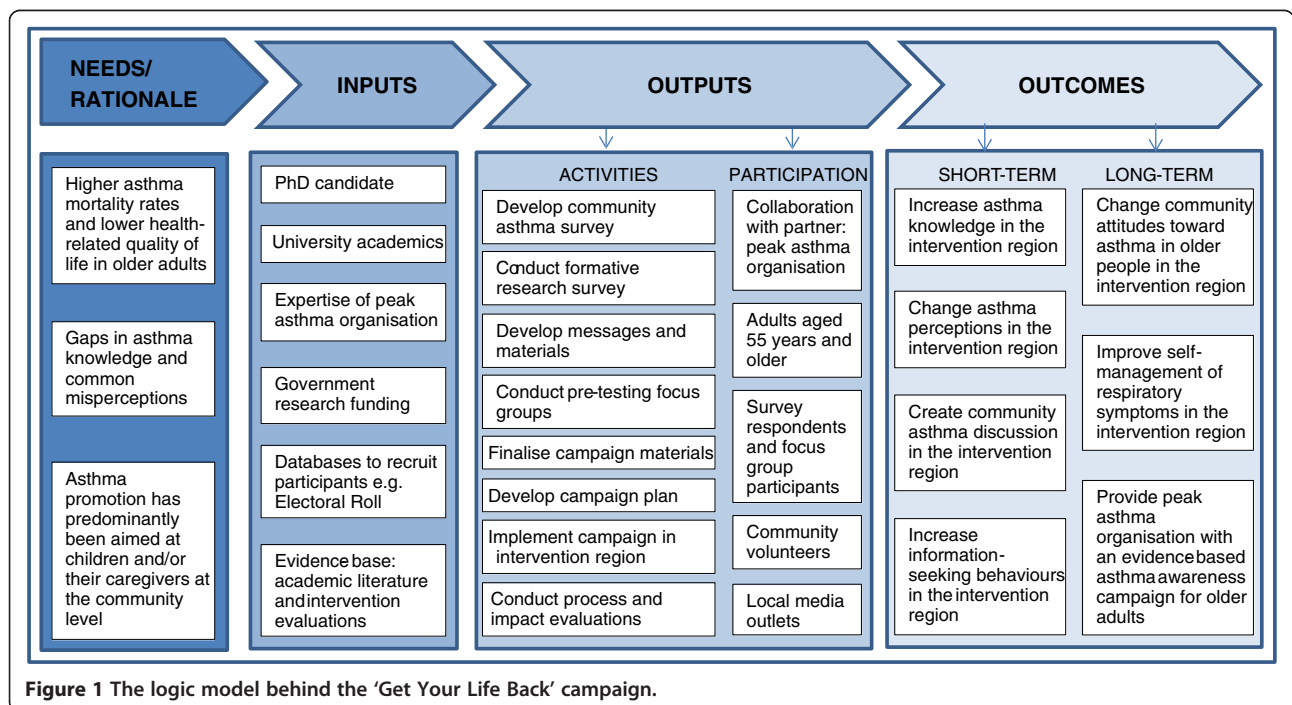 NEEDS/
RATIONALE
INPUTS
OUTPUTS
OUTCOMES
Higher asthma
mortality rates
and lower health-
related quality of
life in older adults
Gaps in asthma
knowledge and
common
misperceptions
Asthma
promotion has
predominantly
been aimed at
children and/or
their caregivers at
the community
level
PhD candidate
University academics
Expertise of peak
asthma organisation
Government
research funding
Databases to recruit
participants e.g.
Electoral Roll
Evidence base:
academic literature
and intervention
evaluations
ACTIVITIES
Develop community
asthma survey
Conduct formative
research survey
Develop messages and
materials
Conduct pre-testing focus
groups
Finalise campaign materials
Develop campaign plan
Implement campaign in
intervention region
Conduct process and
impact evaluations
PARTICIPATION
Collaboration
with partner:
peak asthma
organisation
Adults aged
55 years and
older
Survey
respondents
and focus
group
participants
Community
volunteers
Local media
outlets
SHORT-TERM
Increase asthma
knowledge in the
intervention region
Change asthma
perceptions in the
intervention region
Create community
asthma discussion
in the intervention
region
Increase
information-
seeking behaviours
in the intervention
region
LONG-TERM
Change community
attitudes toward
asthma in older
people in the
intervention region
Improve self-
management of
respiratory
symptoms in the
intervention region
Provide peak
asthma
organisation with
an evidence based
asthma awareness
campaign for older
adults
Figure 1 The logic model behind the ‘Get Your Life Back’ campaign.